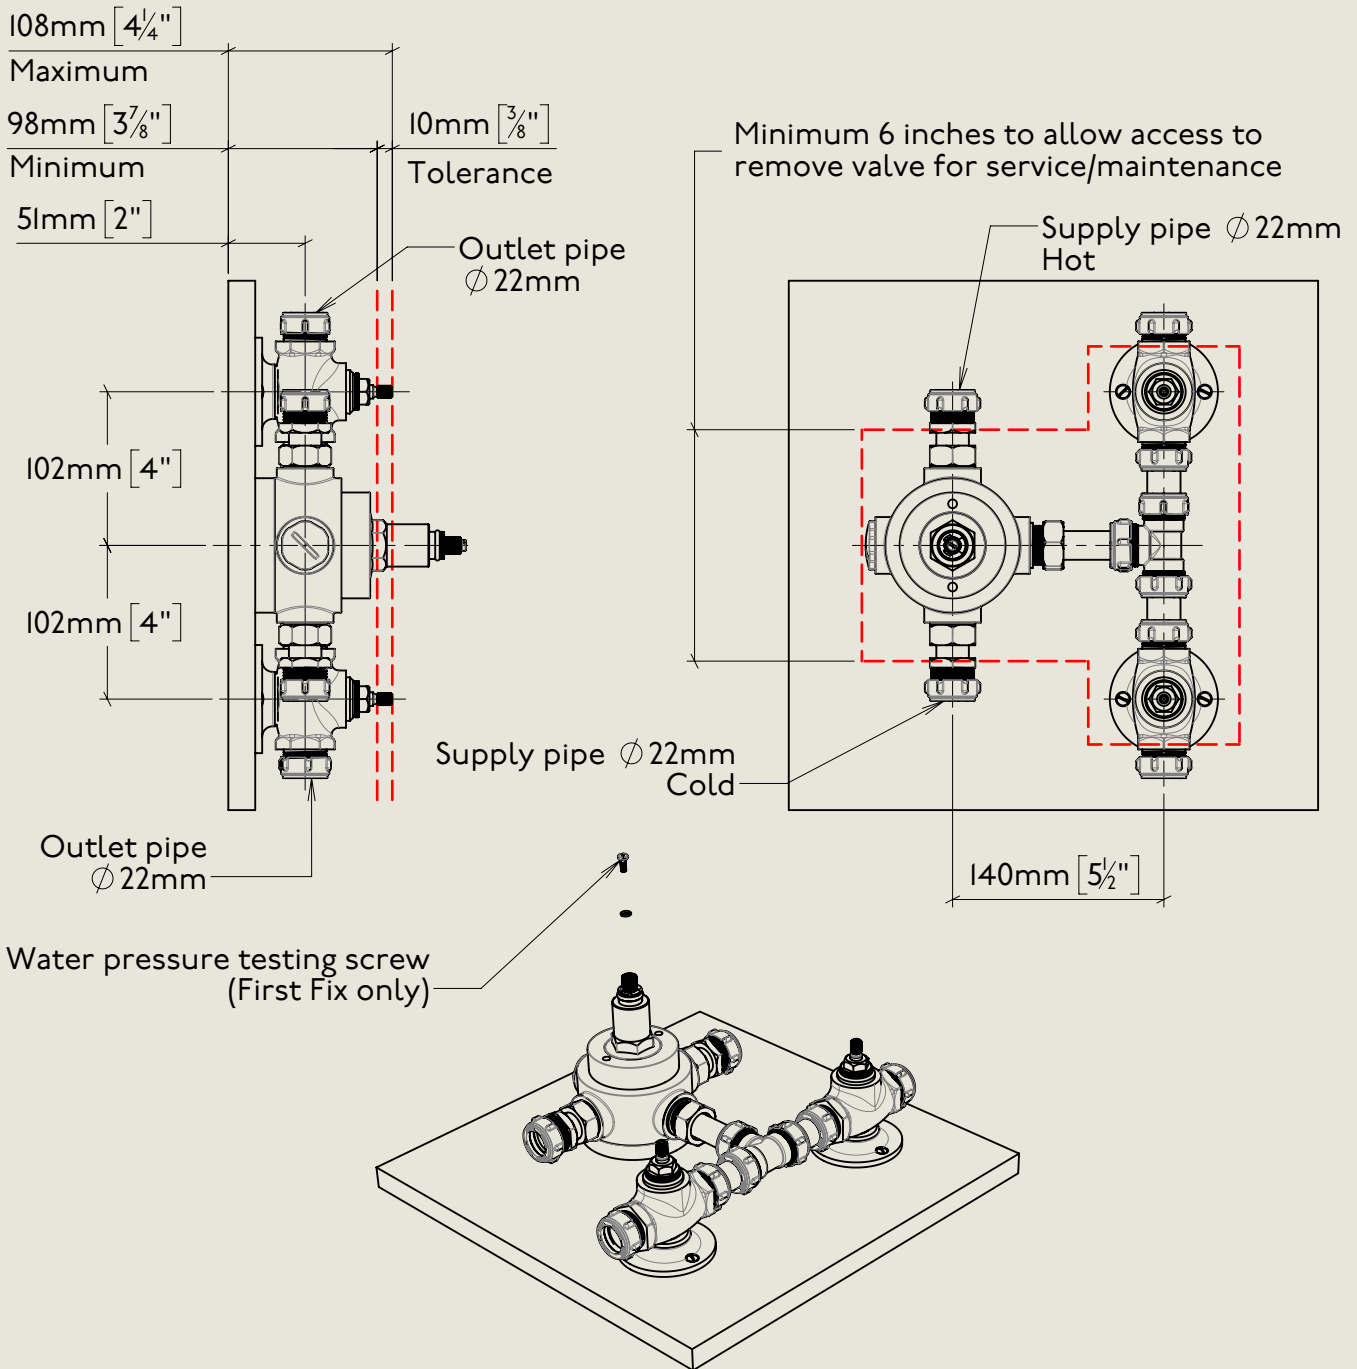 108mm [4¼"]
Maximum
98mm [3⅞"]
Minimum
10mm [⅜"]
Tolerance
51mm [2"]
Outlet pipe
∅22mm
Minimum 6 inches to allow access to
remove valve for service/maintenance
Supply pipe ∅22mm
Hot
102mm [4"]
102mm [4"]
Supply pipe ∅22mm
Cold
Outlet pipe
∅22mm
140mm [5½"]
Water pressure testing screw
(First Fix only)